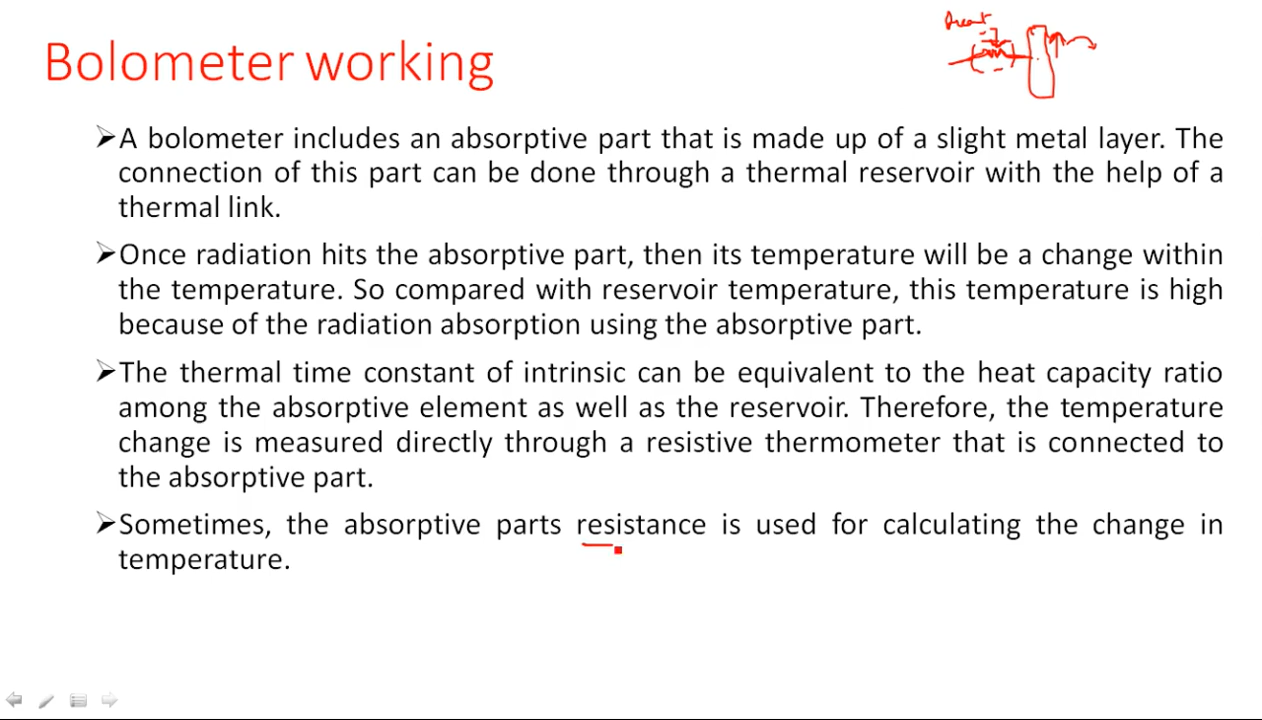 Bolometer working
➢A bolometer includes an absorptive part that is made up of a slight metal layer. The
connection of this part can be done through a thermal reservoir with the help of a
thermal link.
➢Once radiation hits the absorptive part, then its temperature will be a change within
the temperature. So compared with reservoir temperature, this temperature is high
because of the radiation absorption using the absorptive part.
➢The thermal time constant of intrinsic can be equivalent to the heat capacity ratio
among the absorptive element as well as the reservoir. Therefore, the temperature
change is measured directly through a resistive thermometer that is connected to
the absorptive part.
➢Sometimes, the absorptive parts resistance is used for calculating the change in
temperature.